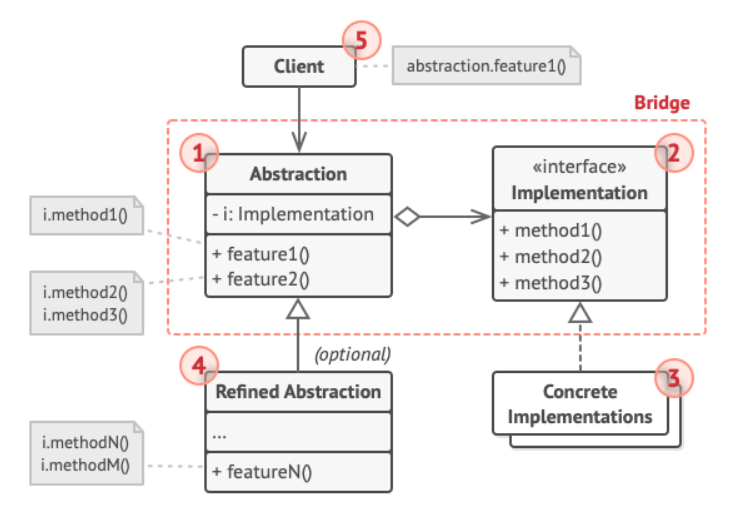 5
Client
abstraction.feature1()
Bridge
1
Abstraction
- i: Implementation
+ feature1()
+ feature2()
2
«interface»
Implementation
+ method1()
+ method2()
+ method3()
i.method1()
i.method2()
i.method3()
(optional)
4
Refined Abstraction
...
+ featureN()
3
Concrete
Implementations
i.methodN()
i.methodM()